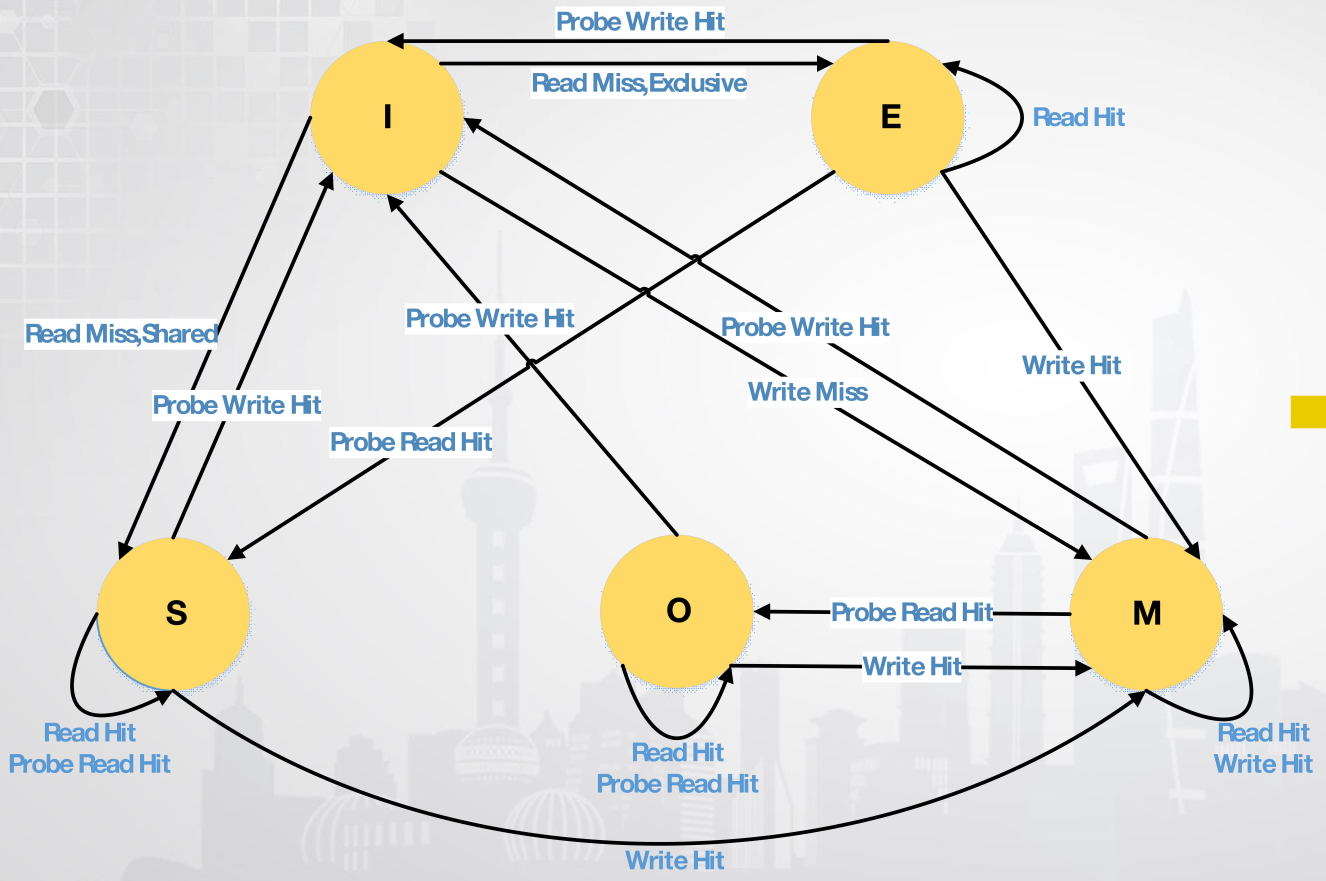 Probe Write Hit
Read Miss,Exclusive
I
E
Read Hit
Probe Write Hit
Probe Write Hit
Read Miss,Shared
Write Hit
Write Miss
Probe Write Hit
Probe Read Hit
S
O
M
Probe Read Hit
Write Hit
Read Hit
Probe Read Hit
Read Hit
Probe Read Hit
Read Hit
Write Hit
Write Hit